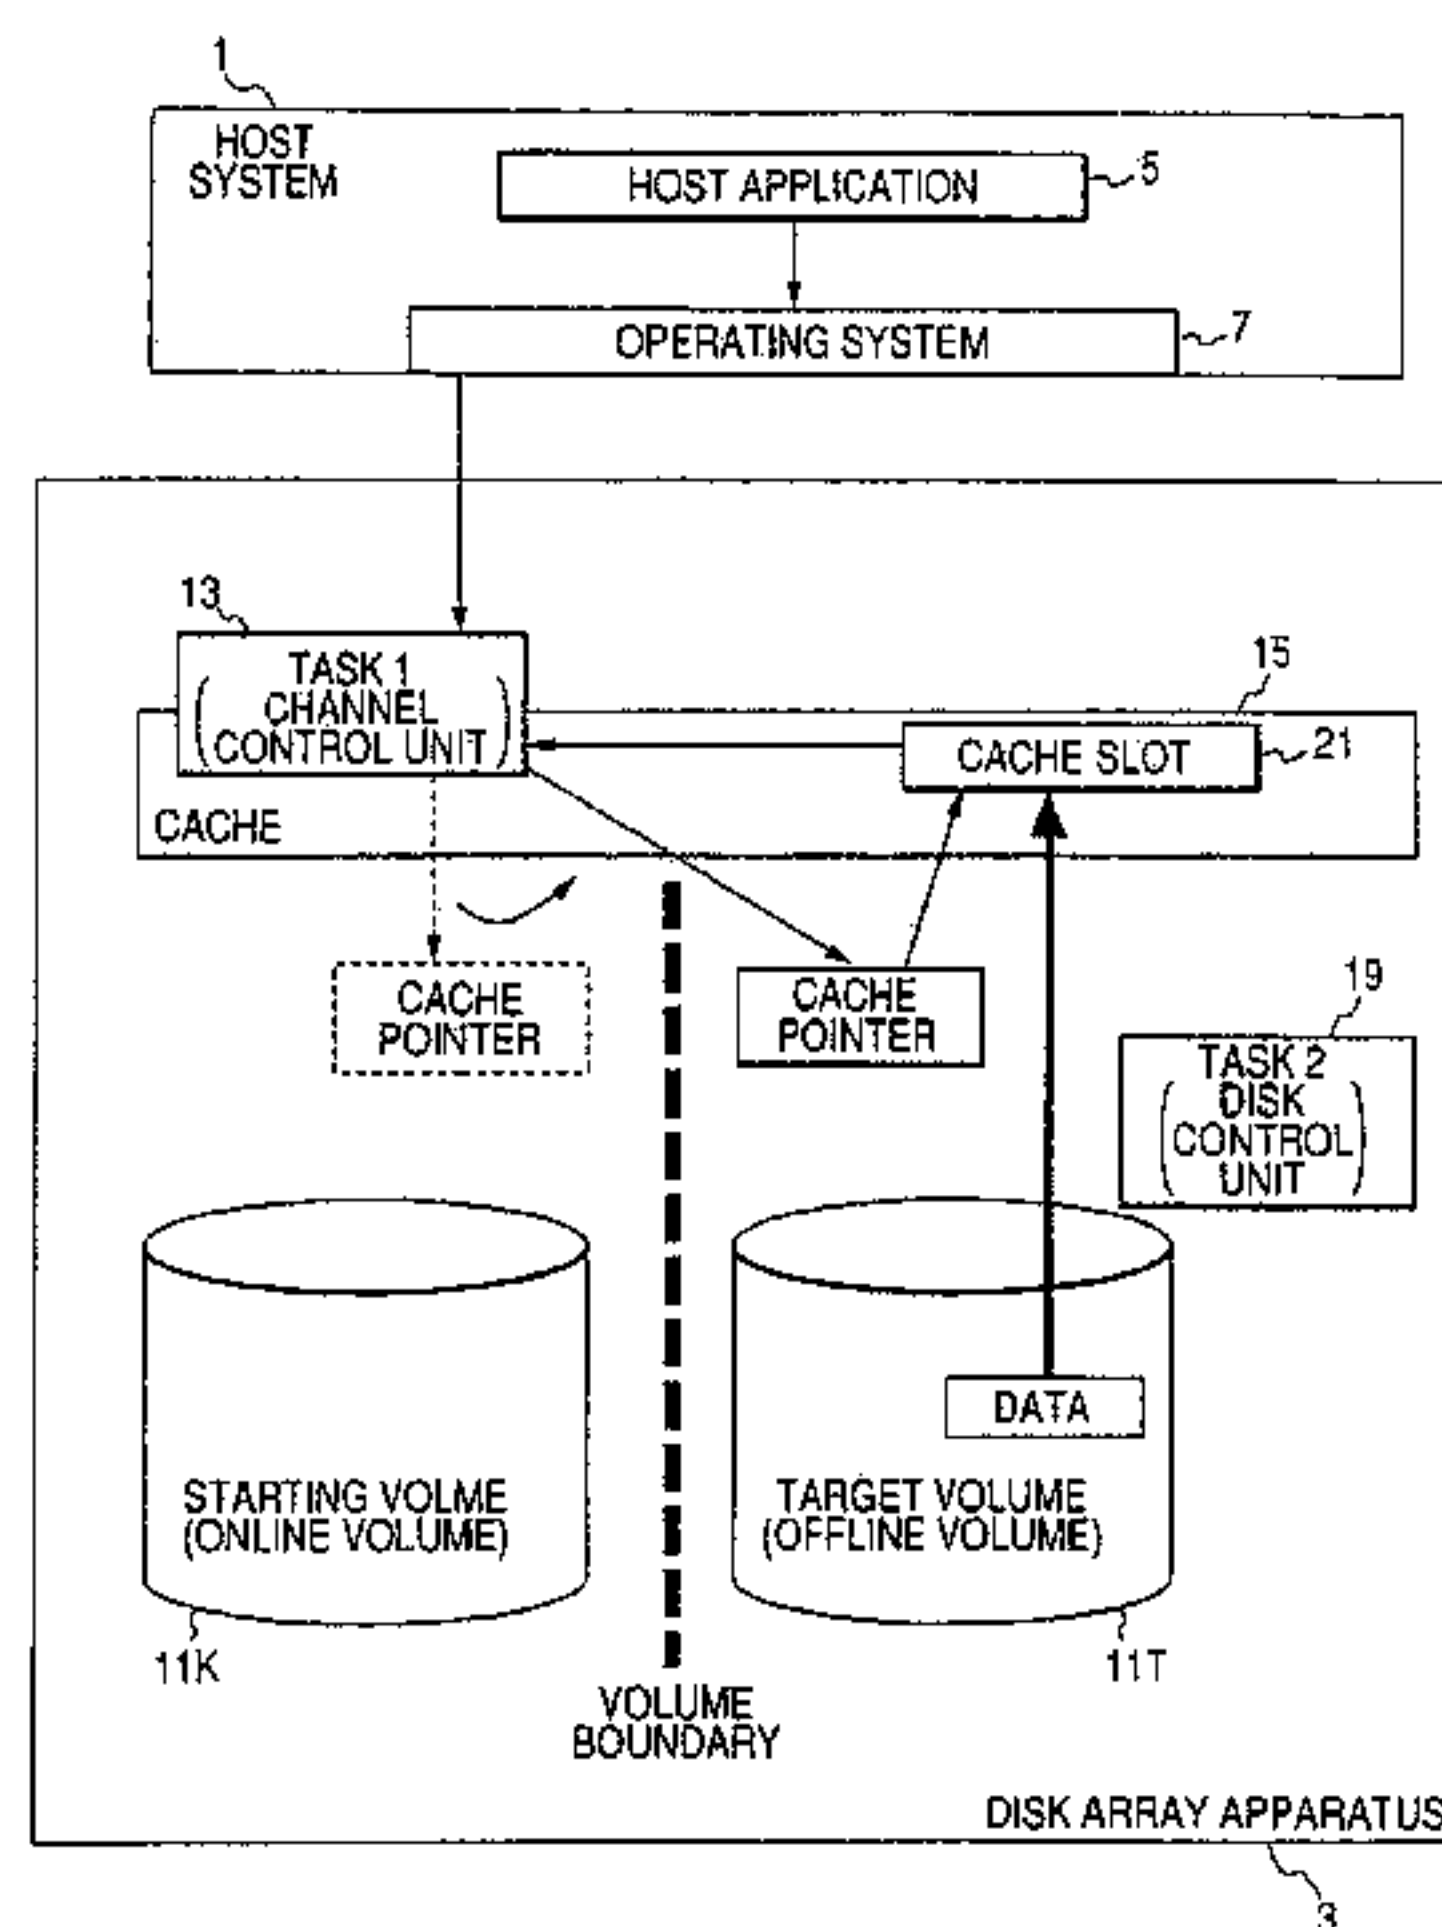 1
HOST
SYSTEM
HOST APPLICATION
5
OPERATING SYSTEM
7
13
TASK 1
CHANNEL
CONTROL UNIT
15
CACHE SLOT
21
CACHE
CACHE
POINTER
CACHE
POINTER
19
TASK 2
DISK
CONTROL
UNIT
DATA
STARTING VOLME
(ONLINE VOLUME)
TARGET VOLUME
(OFFLINE VOLUME)
11K
11T
VOLUME
BOUNDARY
DISK ARRAY APPARATUS
3